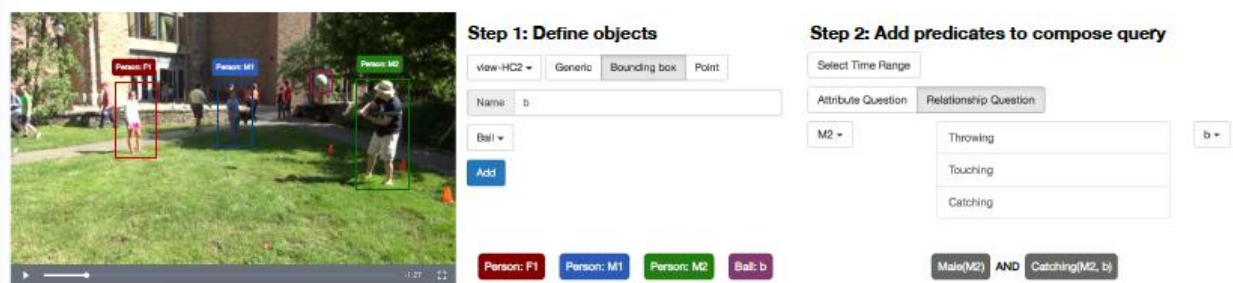 Person: F1
Person: M1
Person: M2
-1:27
Step 1: Define objects
view-HC2
Generic
Bounding box
Point
Name
b
Ball
Add
Person: F1
Person: M1
Person: M2
Ball: b
Step 2: Add predicates to compose query
Select Time Range
Attribute Question
Relationship Question
M2
Throwing
Touching
Catching
b
Male(M2) AND Catching(M2, b)